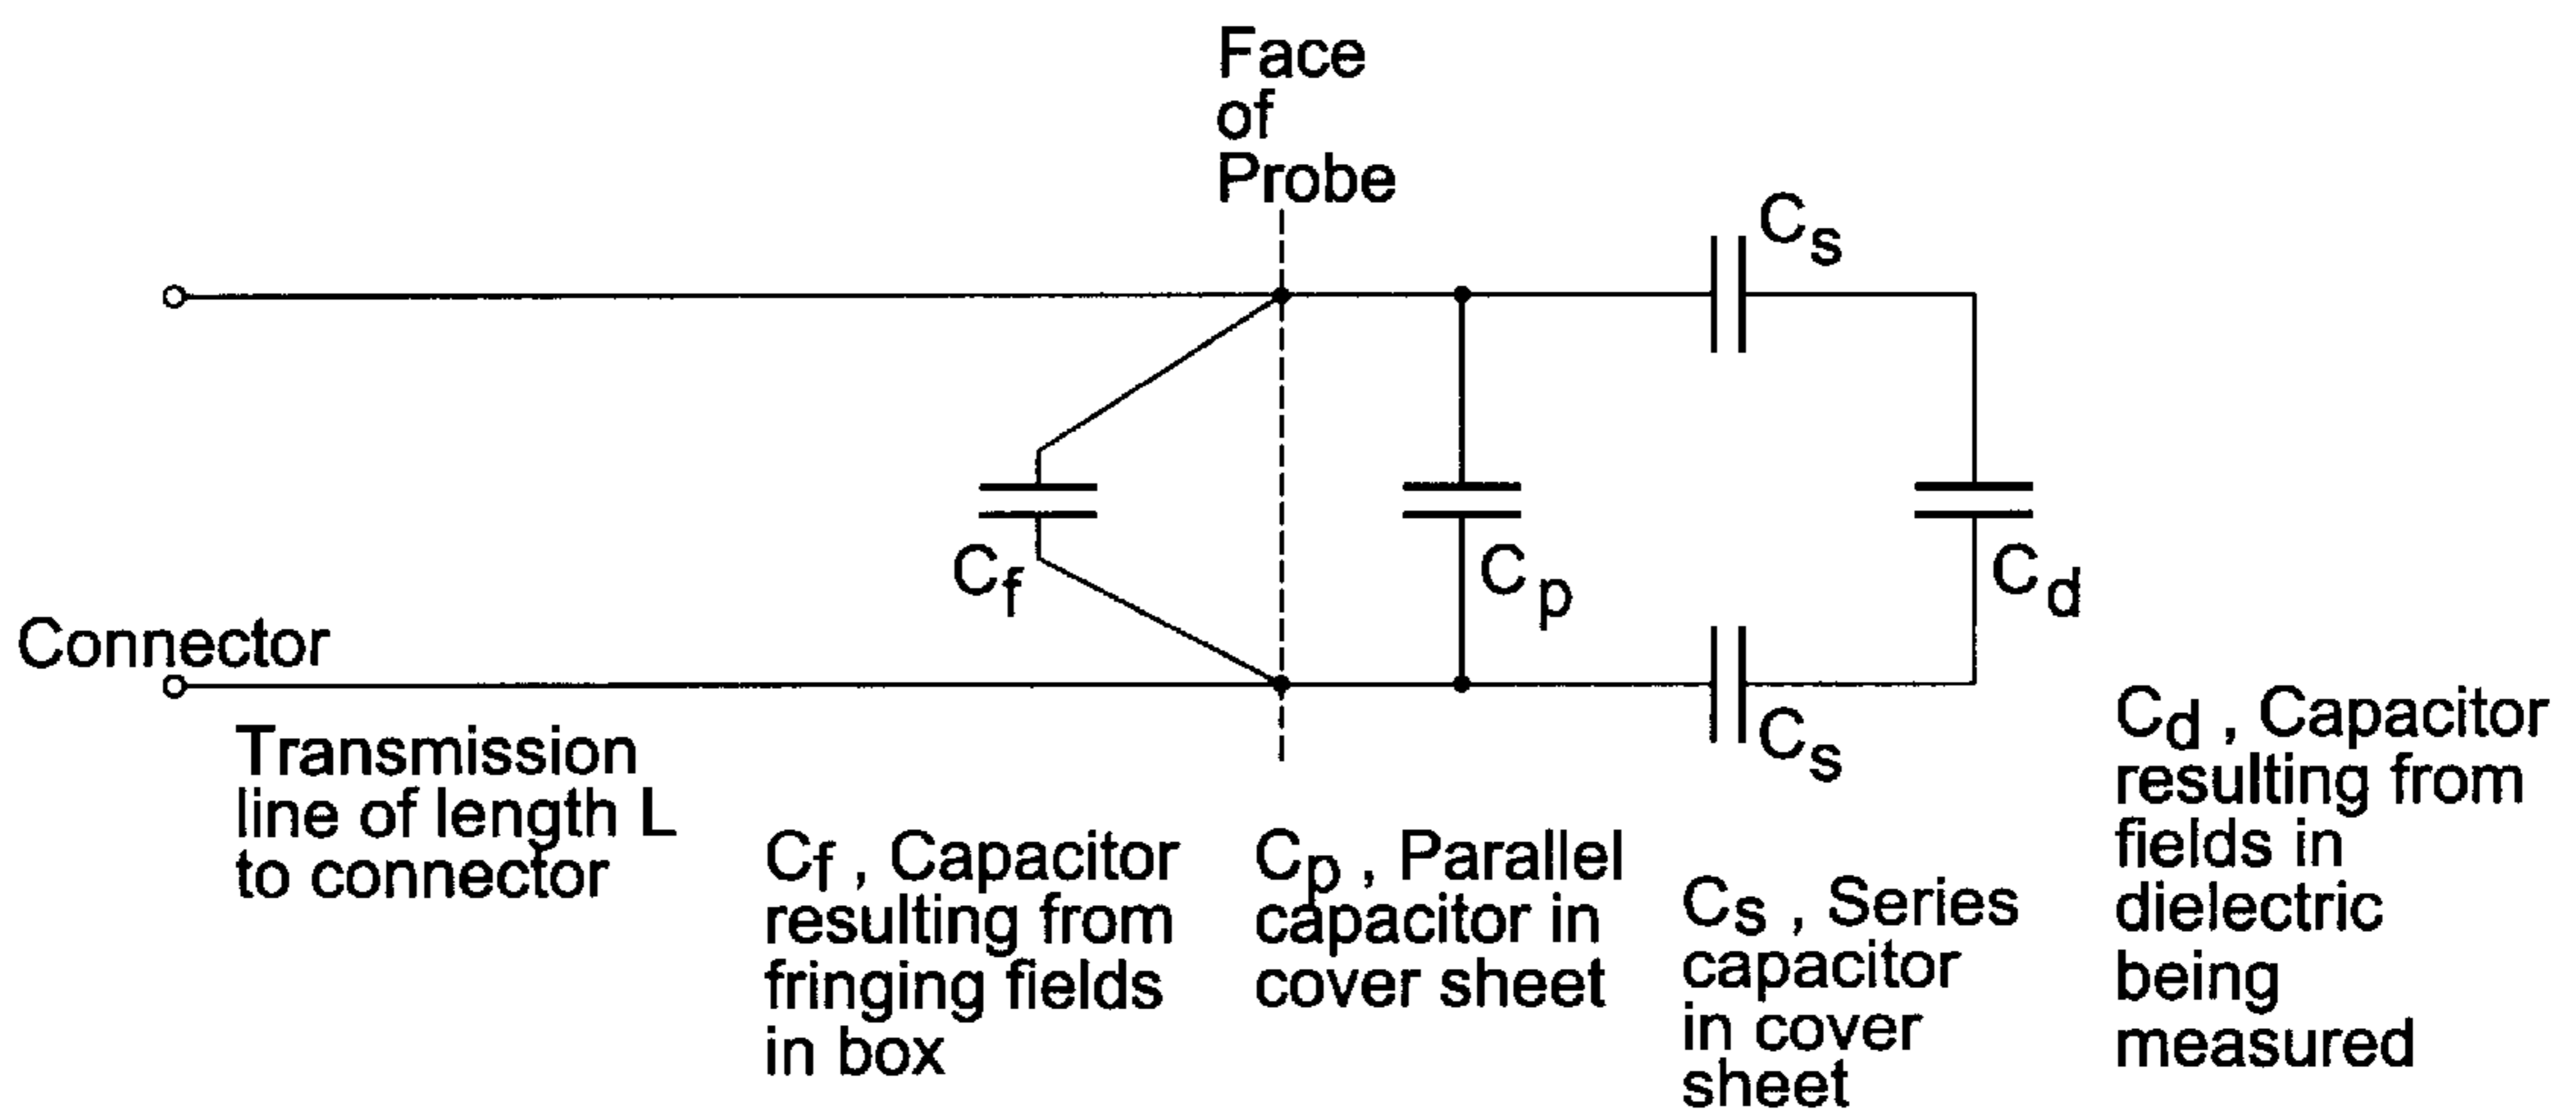 Face
of
Probe
Cs
Cf
Cp
Cd
Connector
Cs
Transmission
line of length L
to connector
Cf , Capacitor
resulting from
fringing fields
in box
Cp , Parallel
capacitor in
cover sheet
Cs , Series
capacitor
in cover
sheet
Cd , Capacitor
resulting from
fields in
dielectric
being
measured